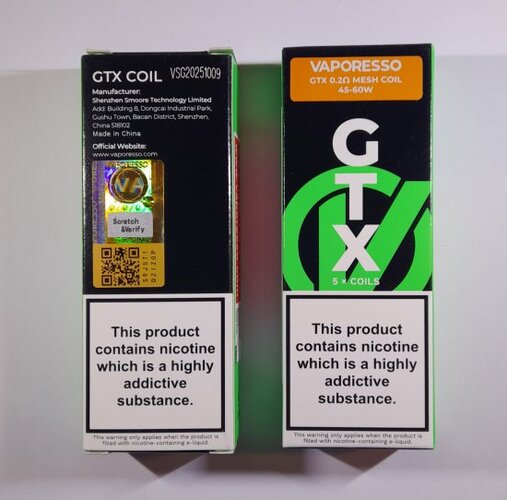 GTX COIL
VSG20251009
Manufacturer:
Shenzhen Smoore Technology Limited
Add: Building 8, Dongcai Industrial Park,
Gushu Town, Baoan District, Shenzhen,
China 518102
Made in China
Official Website:
www.vaporesso.com
VA
Scratch
&Verify
S9J5T1
DZ1Z0P
This product
contains nicotine
which is a highly
addictive
substance.
This warning only applies when the product is
filled with nicotine-containing e-liquid.
VAPORESSO
GTX 0.2Ω MESH COIL
45-60W
GTX
5 × COILS
This product
contains nicotine
which is a highly
addictive
substance.
This warning only applies when the product is
filled with nicotine-containing e-liquid.